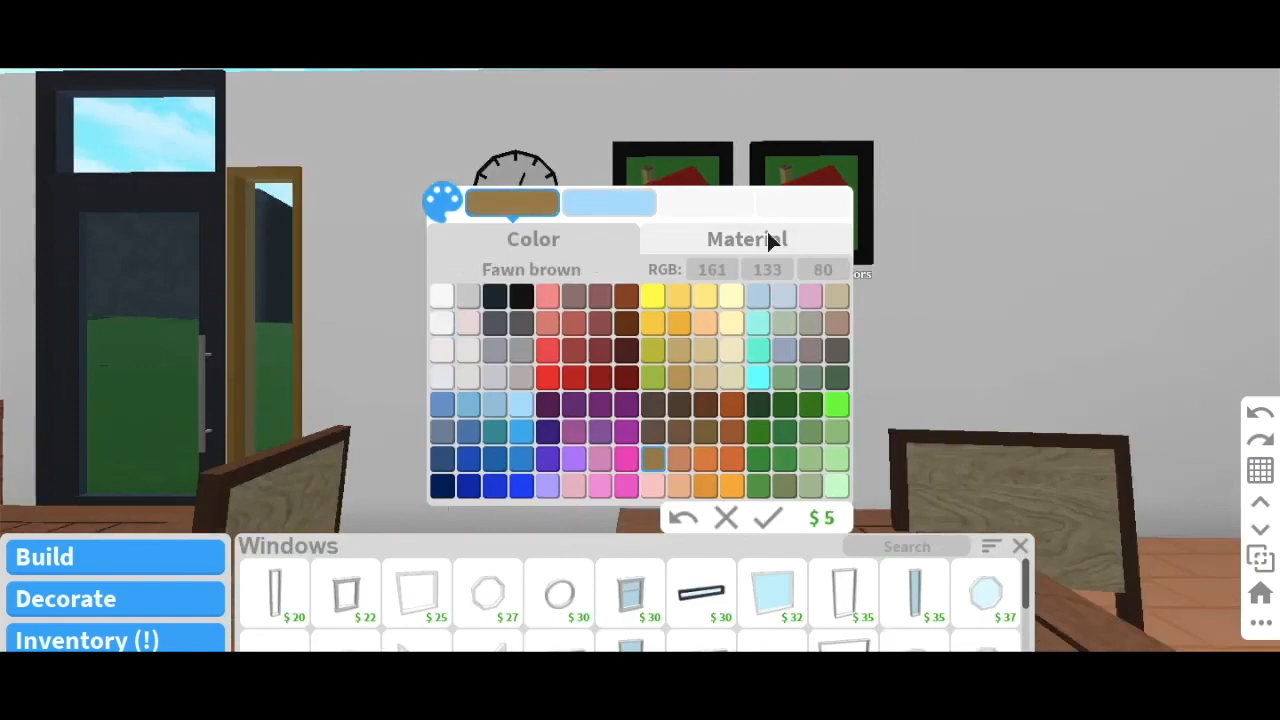 Color
Material
Fawn brown
RGB:
161
133
80
ors
$ 5
Build
Decorate
Inventory (!)
Windows
Search
$ 20
$ 22
$ 25
$ 27
$ 30
$ 30
$ 30
$ 32
$ 35
$ 35
$ 37